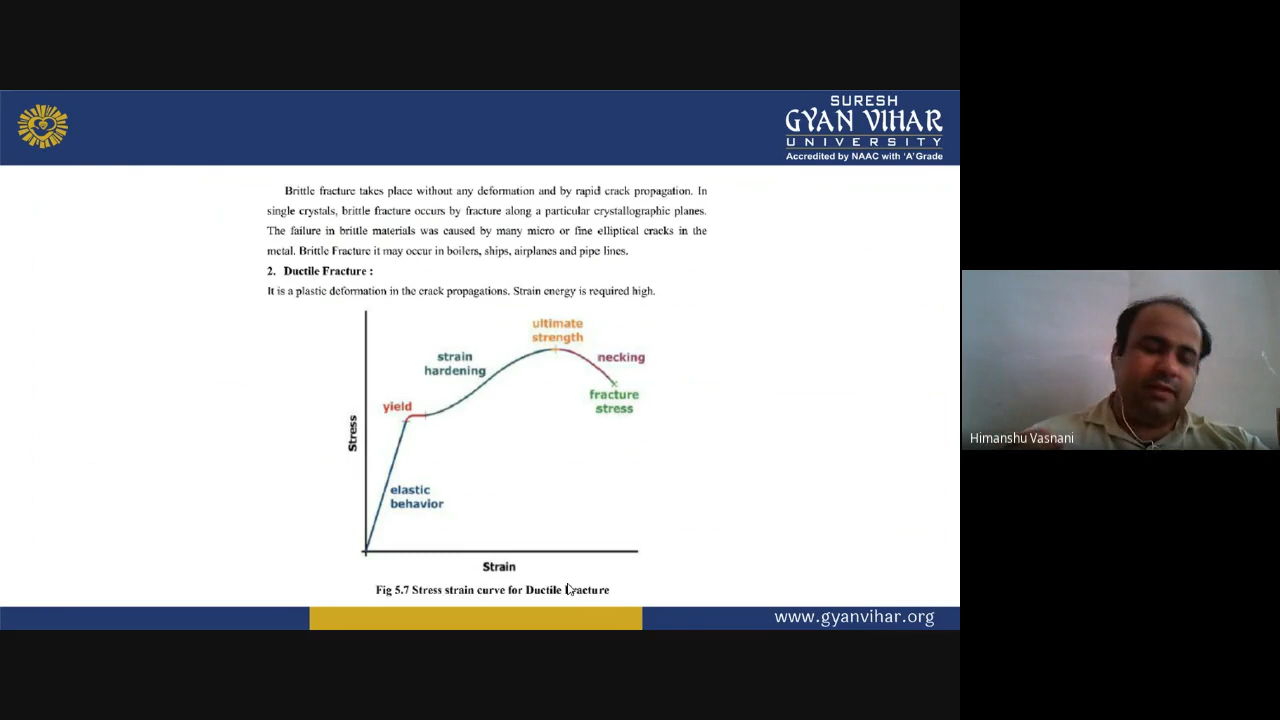 SURESH
GYAN VIHAR
UNIVERSITY
Accredited by NAAC with 'A' Grade
Brittle fracture takes place without any deformation and by rapid crack propagation. In
single crystals, brittle fracture occurs by fracture along a particular crystallographic planes.
The failure in brittle materials was caused by many micro or fine elliptical cracks in the
metal. Brittle Fracture it may occur in boilers, ships, airplanes and pipe lines.
2. Ductile Fracture :
It is a plastic deformation in the crack propagations. Strain energy is required high.
ultimate
strength
strain
hardening
necking
fracture
stress
yield
Stress
elastic
behavior
Strain
Fig 5.7 Stress strain curve for Ductile Fracture
www.gyanvihar.org
Himanshu Vasnani